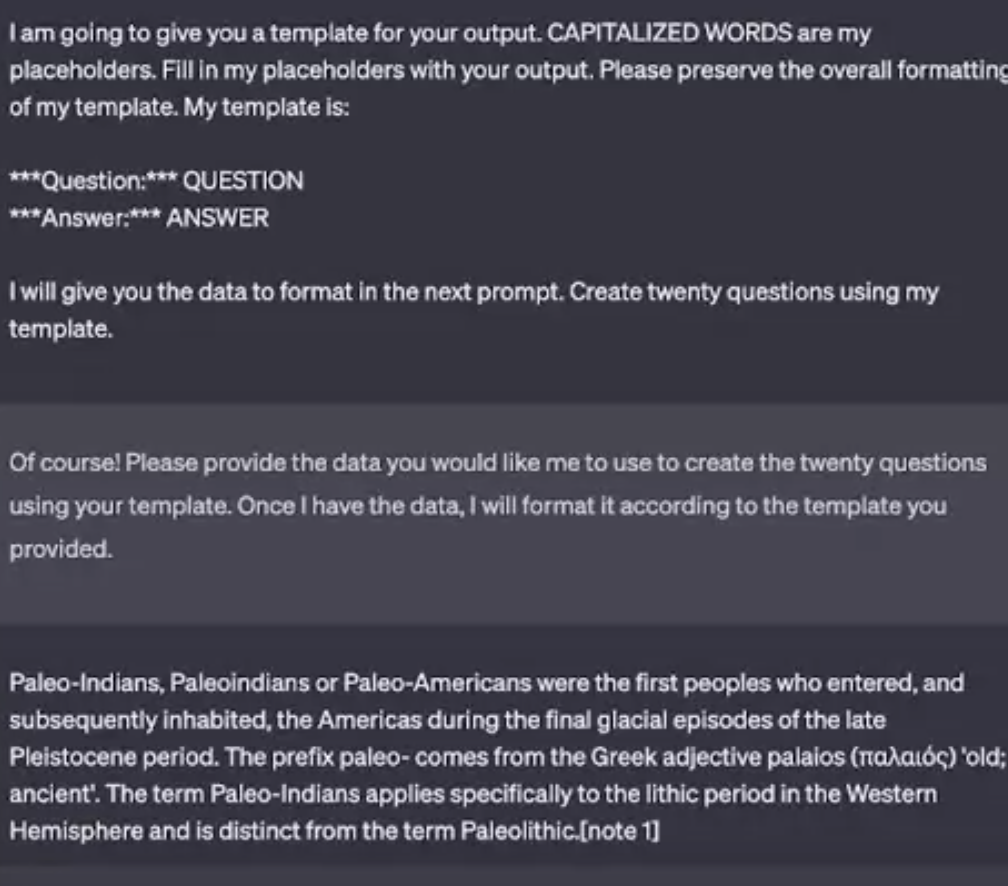 I am going to give you a template for your output. CAPITALIZED WORDS are my
placeholders. Fill in my placeholders with your output. Please preserve the overall formatting
of my template. My template is:
***Question:*** QUESTION
***Answer:*** ANSWER
I will give you the data to format in the next prompt. Create twenty questions using my
template.
Of course! Please provide the data you would like me to use to create the twenty questions
using your template. Once I have the data, I will format it according to the template you
provided.
Paleo-Indians, Paleoindians or Paleo-Americans were the first peoples who entered, and
subsequently inhabited, the Americas during the final glacial episodes of the late
Pleistocene period. The prefix paleo- comes from the Greek adjective palaios (παλαιός) 'old;
ancient'. The term Paleo-Indians applies specifically to the lithic period in the Western
Hemisphere and is distinct from the term Paleolithic.[note 1]